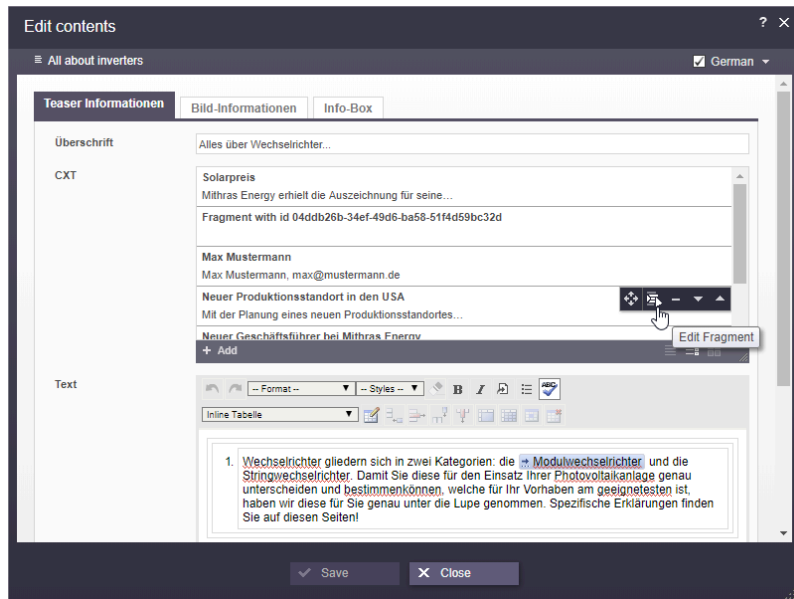 Edit contents
?
All about inverters
German
Teaser Informationen
Bild-Informationen
Info-Box
Überschrift
Alles über Wechselrichter...
CXT
Solarpreis
Mithras Energy erhielt die Auszeichnung für seine…
Fragment with id 04ddb26b-34ef-49d6-ba58-51f4d59bc32d
Max Mustermann
Max Mustermann, max@mustermann.de
Neuer Produktionsstandort in den USA
Mit der Planung eines neuen Produktionsstandortes…
Neuer Geschäftsführer bei Mithras Energy
Edit Fragment
+ Add
Text
-- Format --
-- Styles --
B I
ABC
Inline Tabelle
1. Wechselrichter gliedern sich in zwei Kategorien: die Modulwechselrichter und die
Stringwechselrichter. Damit Sie diese für den Einsatz Ihrer Photovoltaikanlage genau
unterscheiden und bestimmenkönnen, welche für Ihr Vorhaben am geeignetesten ist,
haben wir diese für Sie genau unter die Lupe genommen. Spezifische Erklärungen finden
Sie auf diesen Seiten!
Save
Close